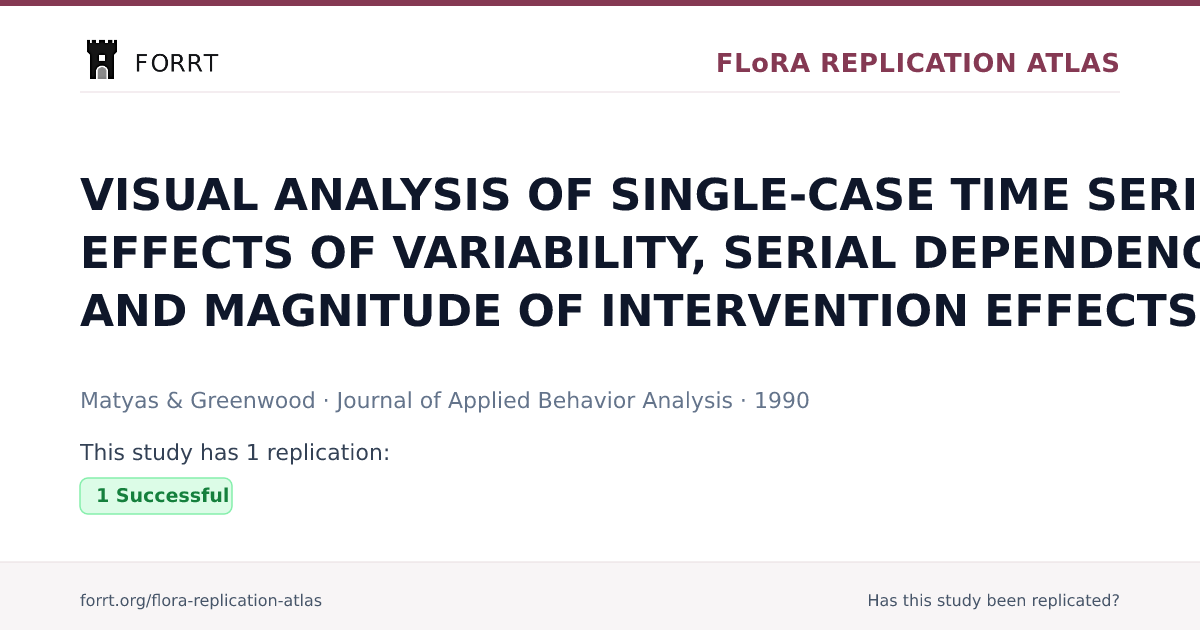 FORRT
FLoRA REPLICATION ATLAS
VISUAL ANALYSIS OF SINGLE-CASE TIME SERI
EFFECTS OF VARIABILITY, SERIAL DEPENDENC
AND MAGNITUDE OF INTERVENTION EFFECTS
Matyas & Greenwood · Journal of Applied Behavior Analysis · 1990
This study has 1 replication:
1 Successful
forrt.org/flora-replication-atlas
Has this study been replicated?